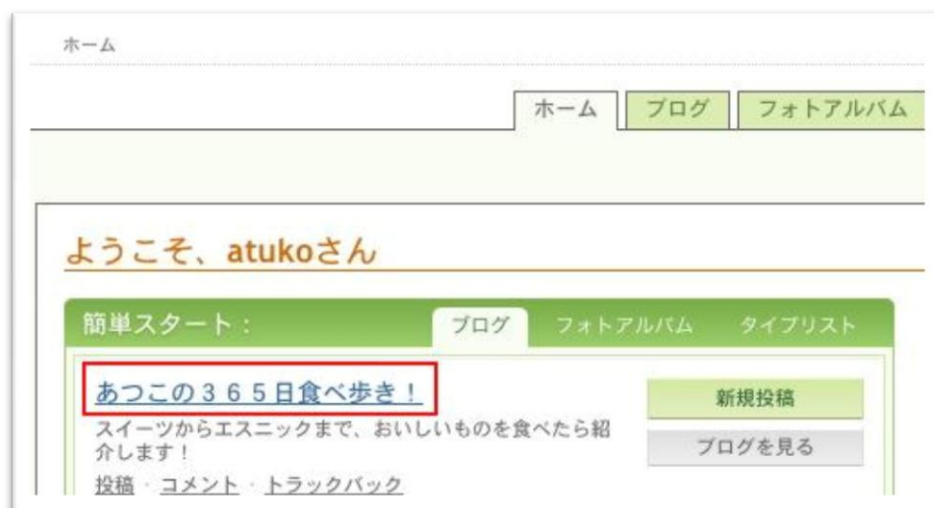 ホーム
ホーム ブログ フォトアルバム
ようこそ、atukoさん
簡単スタート： ブログ フォトアルバム タイプリスト
あつこの３６５日食べ歩き！
新規投稿
スイーツからエスニックまで、おいしいものを食べたら紹
介します！
ブログを見る
投稿 · コメント · トラックバック